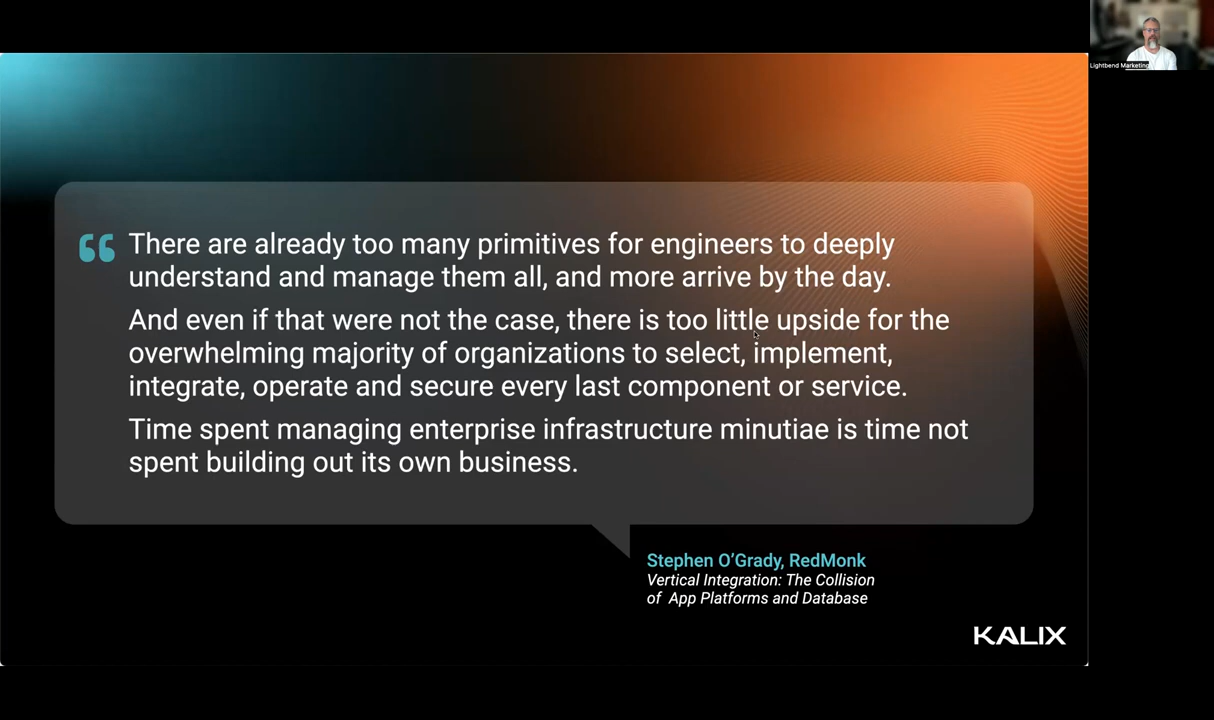 Lightbend Marketing
“
There are already too many primitives for engineers to deeply
understand and manage them all, and more arrive by the day.
And even if that were not the case, there is too little upside for the
overwhelming majority of organizations to select, implement,
integrate, operate and secure every last component or service.
Time spent managing enterprise infrastructure minutiae is time not
spent building out its own business.
Stephen O’Grady, RedMonk
Vertical Integration: The Collision
of App Platforms and Database
KALIX